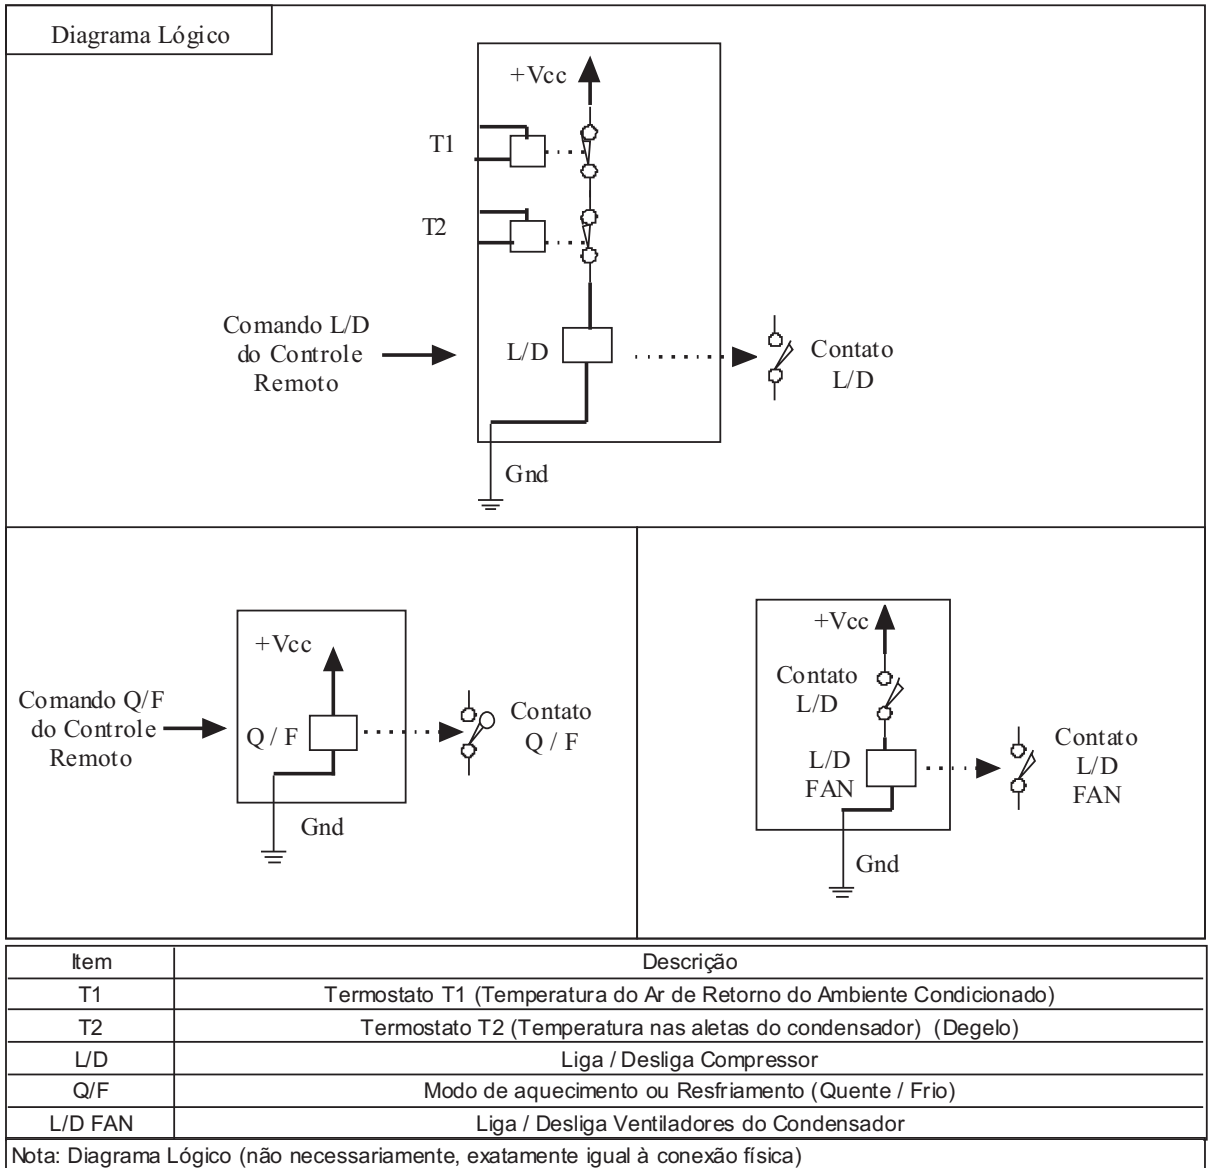 Diagrama Lógico
+Vcc
T1
T2
Comando L/D
do Controle
Remoto
L/D
Contato
L/D
Gnd
+Vcc
Comando Q/F
do Controle
Remoto
Q / F
Contato
Q / F
Gnd
+Vcc
Contato
L/D
L/D
FAN
Contato
L/D
FAN
Gnd
Item Descrição
T1 Termostato T1 (Temperatura do Ar de Retorno do Ambiente Condicionado)
T2 Termostato T2 (Temperatura nas aletas do condensador) (Degelo)
L/D Liga / Desliga Compressor
Q/F Modo de aquecimento ou Resfriamento (Quente / Frio)
L/D FAN Liga / Desliga Ventiladores do Condensador
Nota: Diagrama Lógico (não necessariamente, exatamente igual à conexão física)